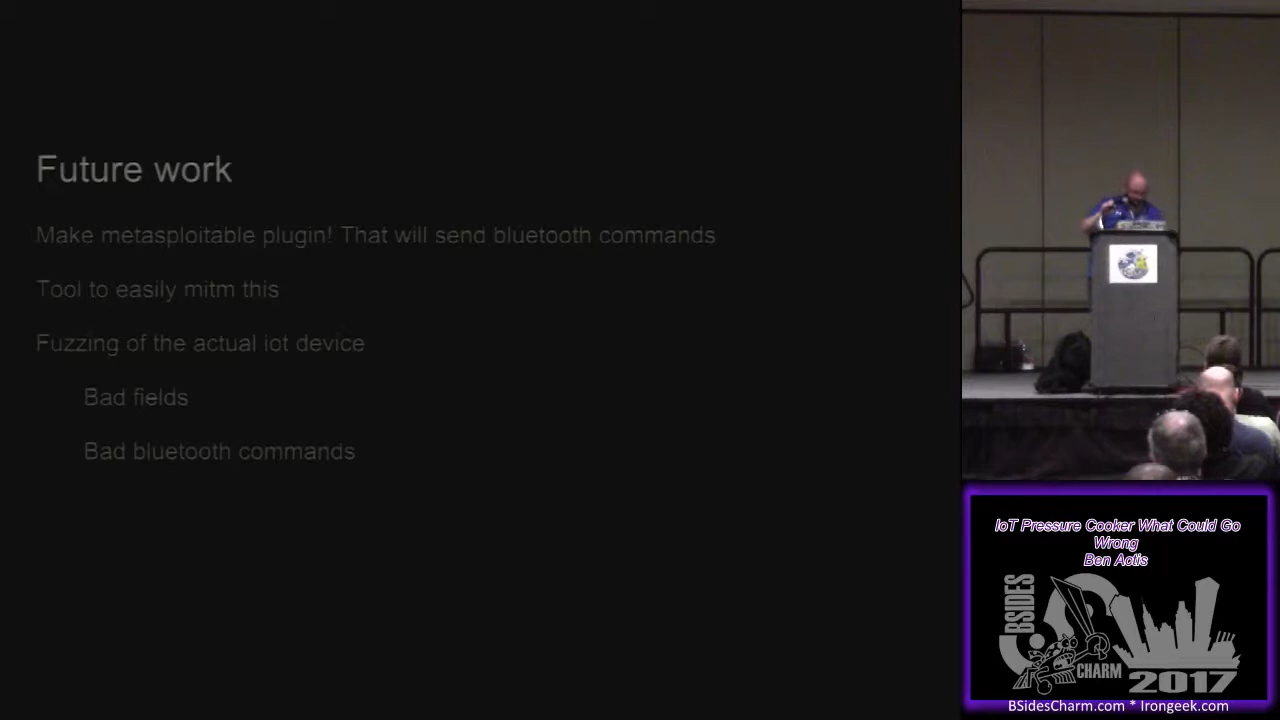 Future work
Make metasploitable plugin! That will send bluetooth commands
Tool to easily mitm this
Fuzzing of the actual iot device
Bad fields
Bad bluetooth commands
IoT Pressure Cooker What Could Go
Wrong
Ben Actis
BSIDES
CHARM
2017
BSidesCharm.com * Irongeek.com